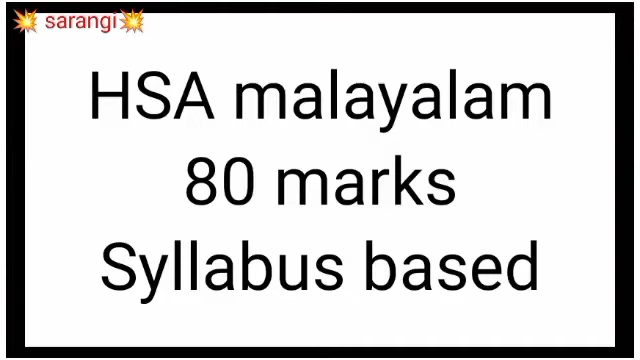 💥 sarangi💥
HSA malayalam
80 marks
Syllabus based